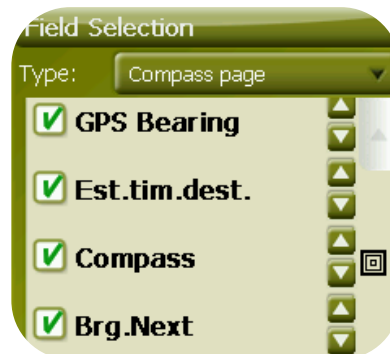 Field Selection
Type: Compass page
GPS Bearing
Est.tim.dest.
Compass
Brg.Next